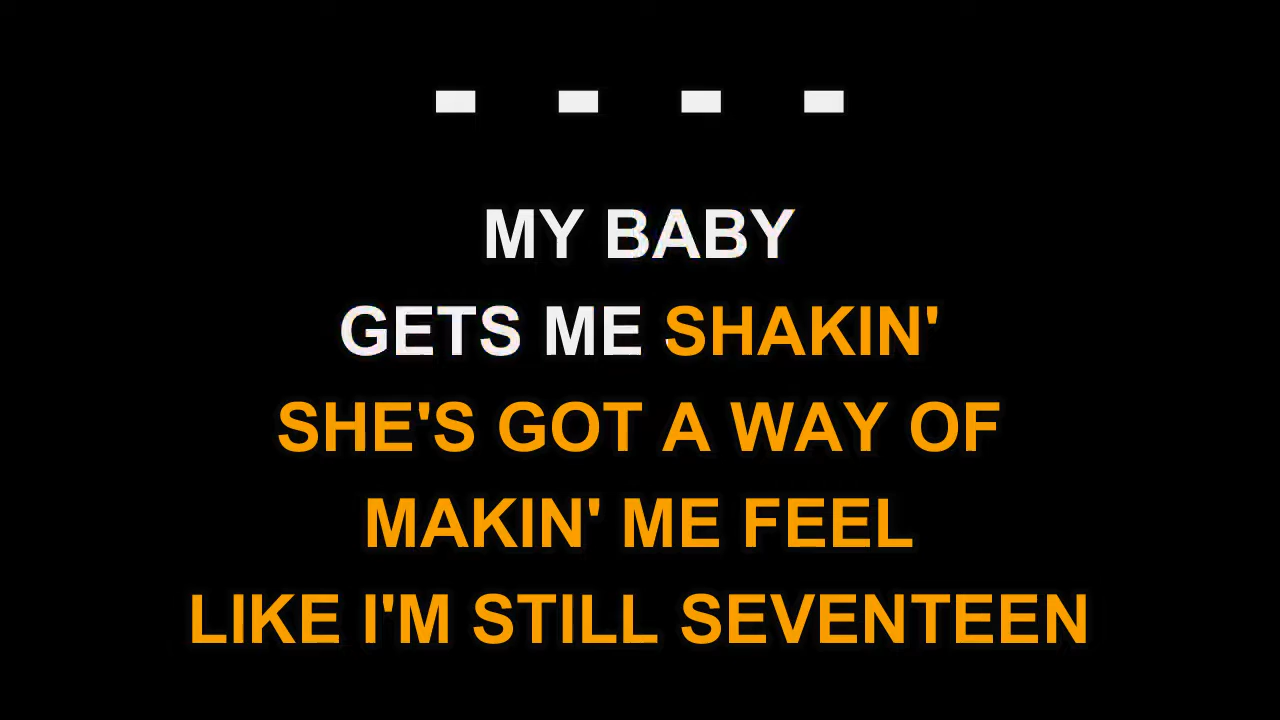 - - - -
MY BABY
GETS ME SHAKIN'
SHE'S GOT A WAY OF
MAKIN' ME FEEL
LIKE I'M STILL SEVENTEEN